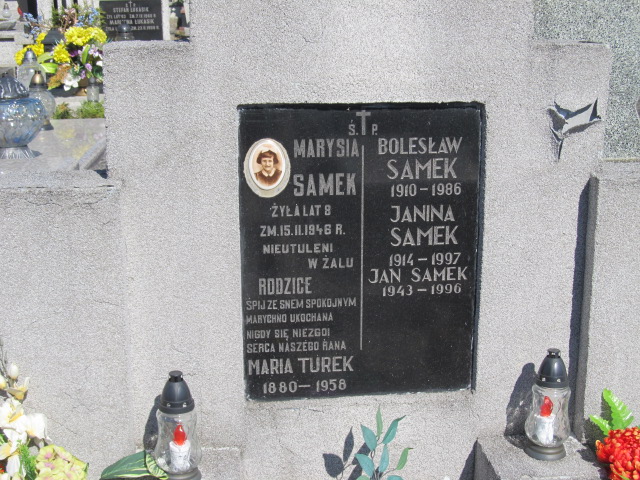 STEFAN ŁUKASIK
Ś. P.
MARYSIA
SAMEK
ŻYŁA LAT 8
ZM. 15.II.1946 R.
NIEUTULENI
W ŻALU
RODZICE
ŚPIJ ZE SNEM SPOKOJNYM
MARYCHNO UKOCHANA
NIGDY SIĘ NIEZGOI
SERCA NASZEGO RANA
MARIA TUREK
1880 – 1958
BOLESŁAW
SAMEK
1910 – 1986
JANINA
SAMEK
1914 – 1997
JAN SAMEK
1943 – 1996